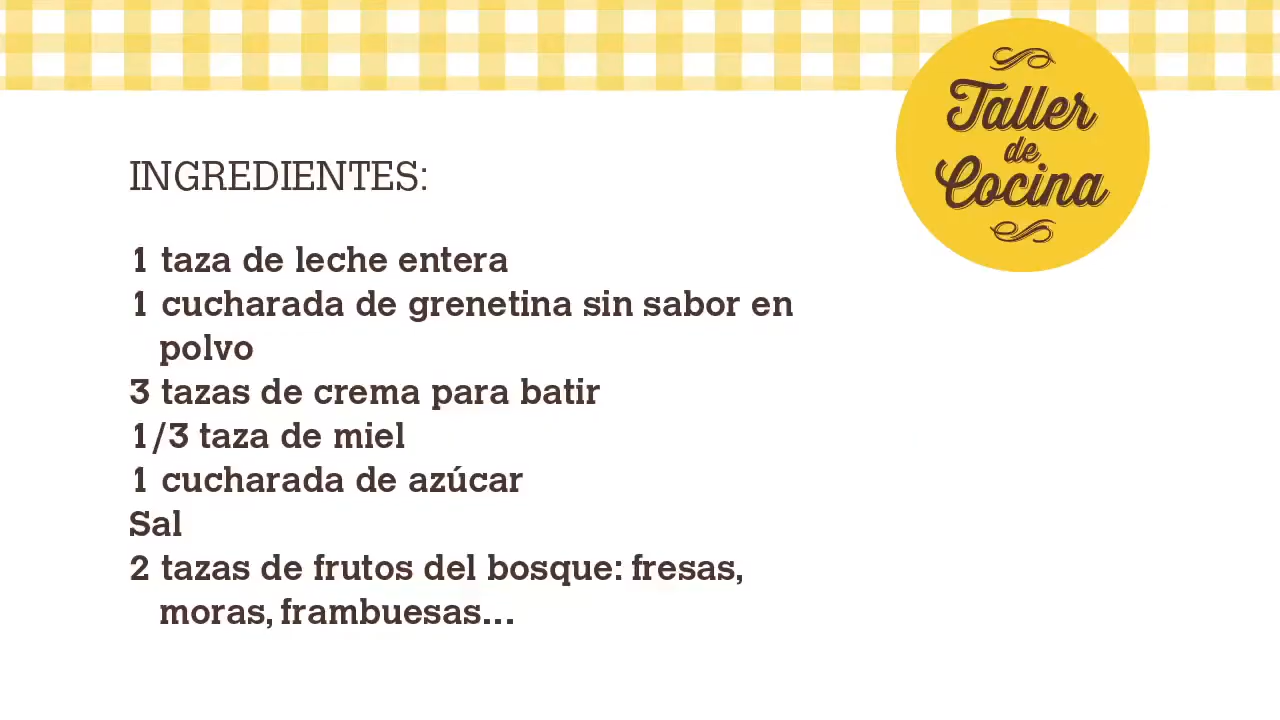 Taller
de
Cocina
INGREDIENTES:
1 taza de leche entera
1 cucharada de grenetina sin sabor en
polvo
3 tazas de crema para batir
1/3 taza de miel
1 cucharada de azúcar
Sal
2 tazas de frutos del bosque: fresas,
moras, frambuesas...